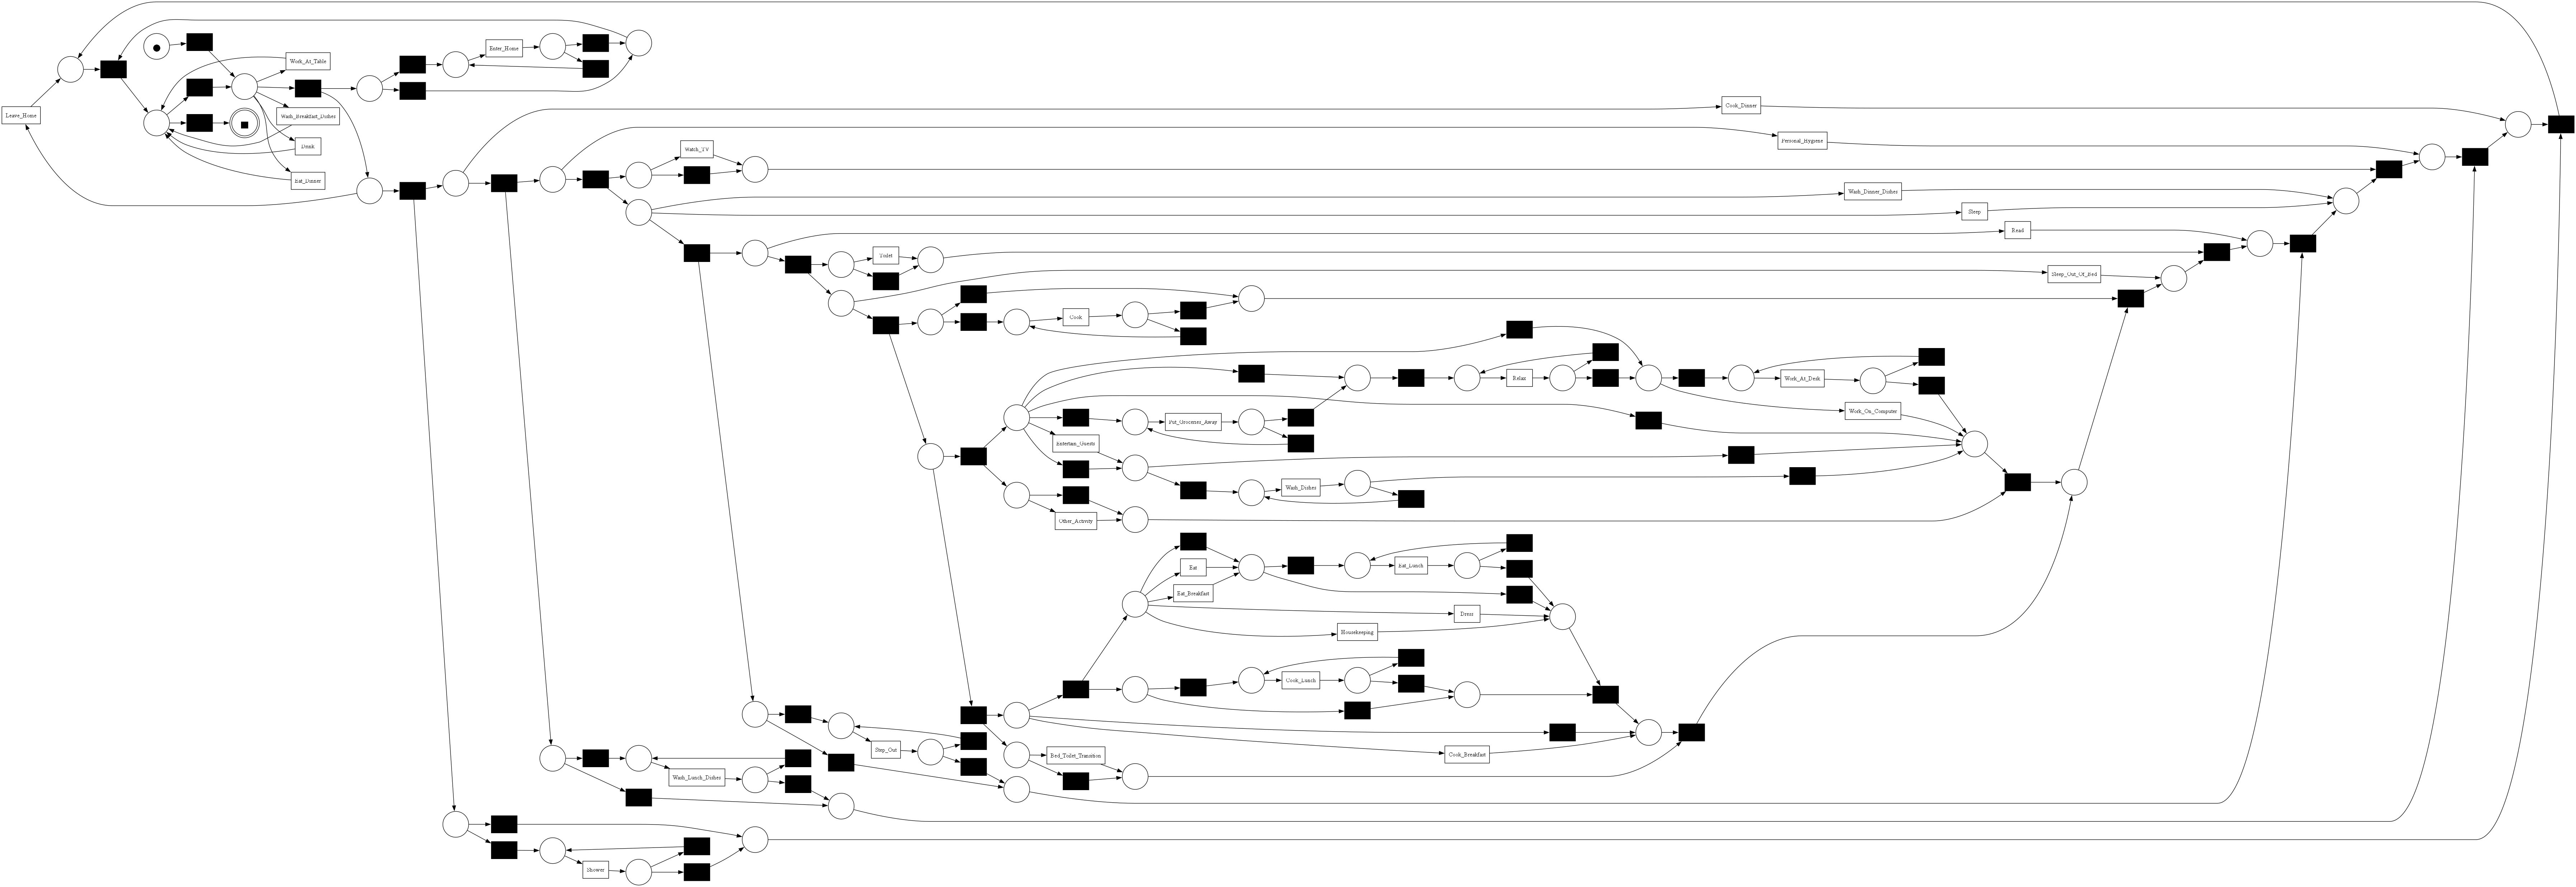 Enter_Home
Work_At_Table
Leave_Home
Wash_Breakfast_Dishes
Drink
Eat_Dinner
Cook_Dinner
Personal_Hygiene
Watch_TV
Wash_Dinner_Dishes
Sleep
Read
Toilet
Sleep_Out_Of_Bed
Cook
Relax
Work_At_Desk
Work_On_Computer
Put_Groceries_Away
Entertain_Guests
Wash_Dishes
Other_Activity
Eat
Eat_Lunch
Eat_Breakfast
Dress
Housekeeping
Cook_Lunch
Step_Out
Bed_Toilet_Transition
Cook_Breakfast
Wash_Lunch_Dishes
Shower